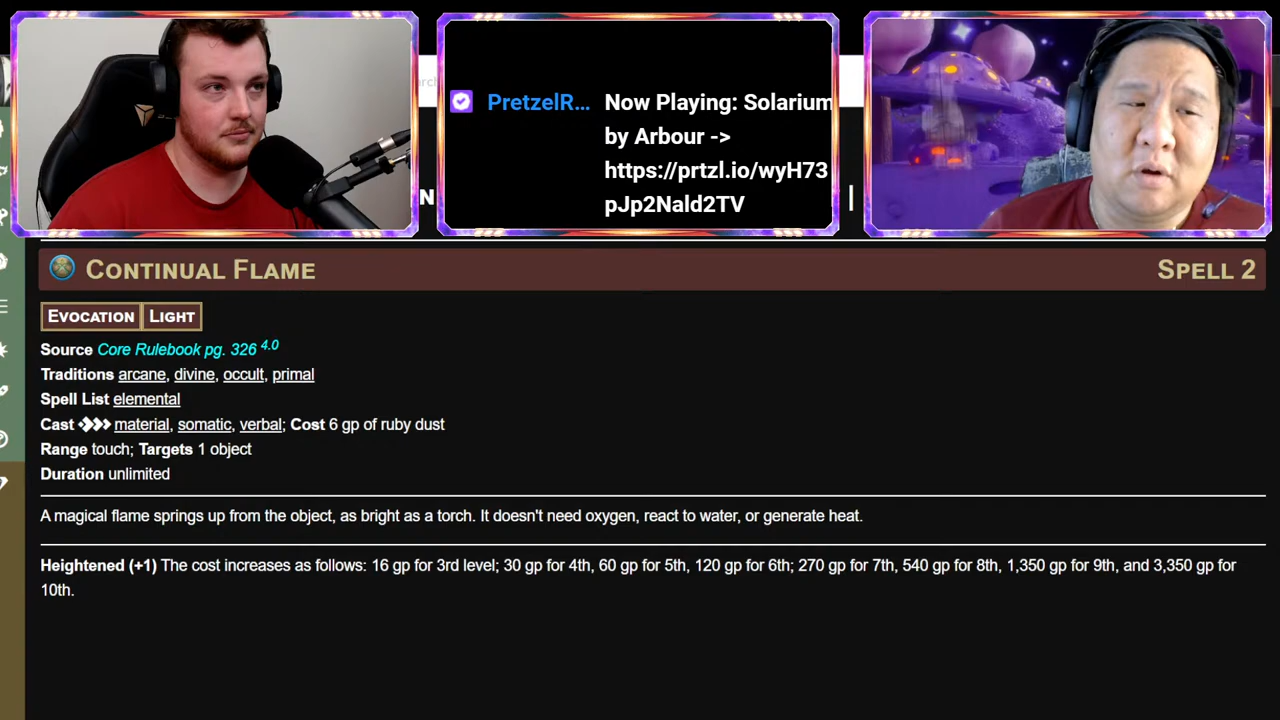 PretzelR... Now Playing: Solarium
by Arbour ->
https://prtzl.io/wyH73
pJp2Nald2TV
CONTINUAL FLAME SPELL 2
EVOCATION LIGHT
Source Core Rulebook pg. 326 4.0
Traditions arcane, divine, occult, primal
Spell List elemental
Cast material, somatic, verbal; Cost 6 gp of ruby dust
Range touch; Targets 1 object
Duration unlimited
A magical flame springs up from the object, as bright as a torch. It doesn't need oxygen, react to water, or generate heat.
Heightened (+1) The cost increases as follows: 16 gp for 3rd level; 30 gp for 4th, 60 gp for 5th, 120 gp for 6th; 270 gp for 7th, 540 gp for 8th, 1,350 gp for 9th, and 3,350 gp for
10th.